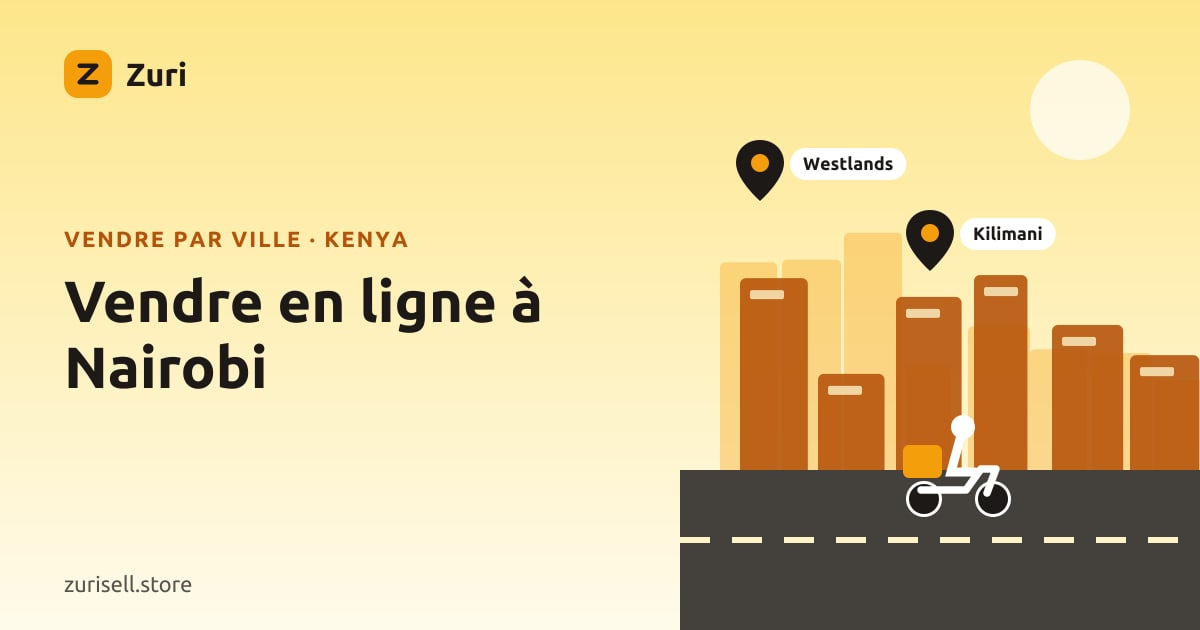 Z Zuri
VENDRE PAR VILLE · KENYA
Vendre en ligne à
Nairobi
Westlands
Kilimani
zurisell.store